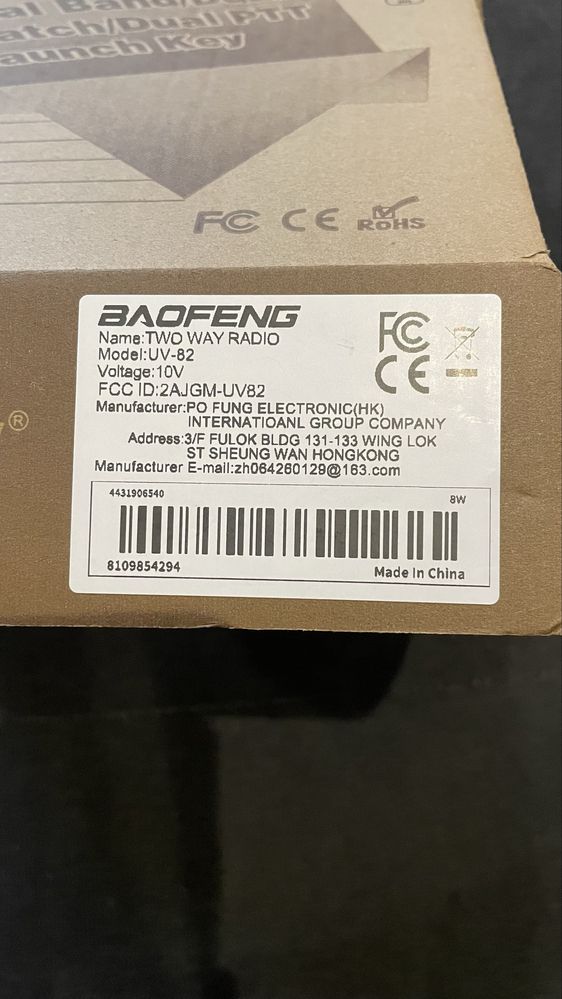 Dual PTT
Launch Key
FC CE RoHS
BAOFENG
Name:TWO WAY RADIO
Model:UV-82
Voltage:10V
FCC ID:2AJGM-UV82
Manufacturer:PO FUNG ELECTRONIC(HK)
INTERNATIOANL GROUP COMPANY
Address:3/F FULOK BLDG 131-133 WING LOK
ST SHEUNG WAN HONGKONG
Manufacturer E-mail:zh064260129@163.com
FC
CE
4431906540
8W
8109854294
Made In China
®